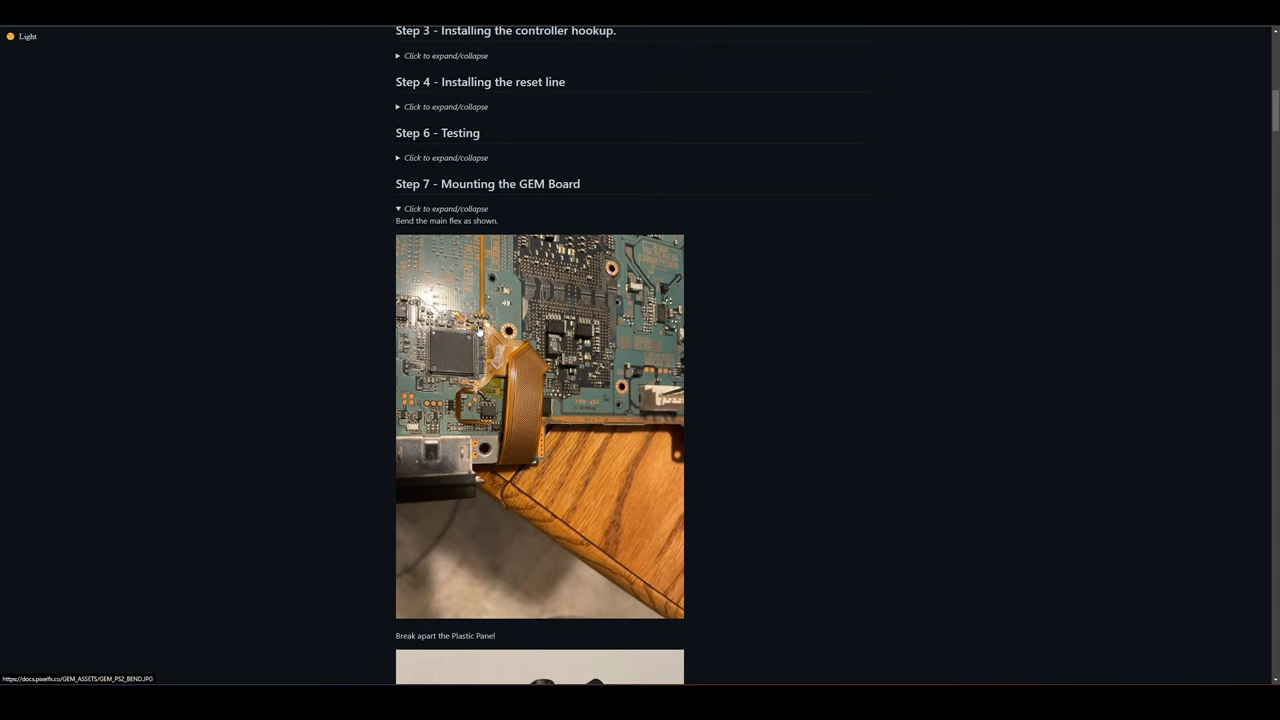 Light
Step 3 - Installing the controller hookup.
Click to expand/collapse
Step 4 - Installing the reset line
Click to expand/collapse
Step 6 - Testing
Click to expand/collapse
Step 7 - Mounting the GEM Board
Click to expand/collapse
Bend the main flex as shown.
Break apart the Plastic Panel
https://docs.pixelfx.co/GEM_ASSETS/GEM_PS2_BEND.JPG